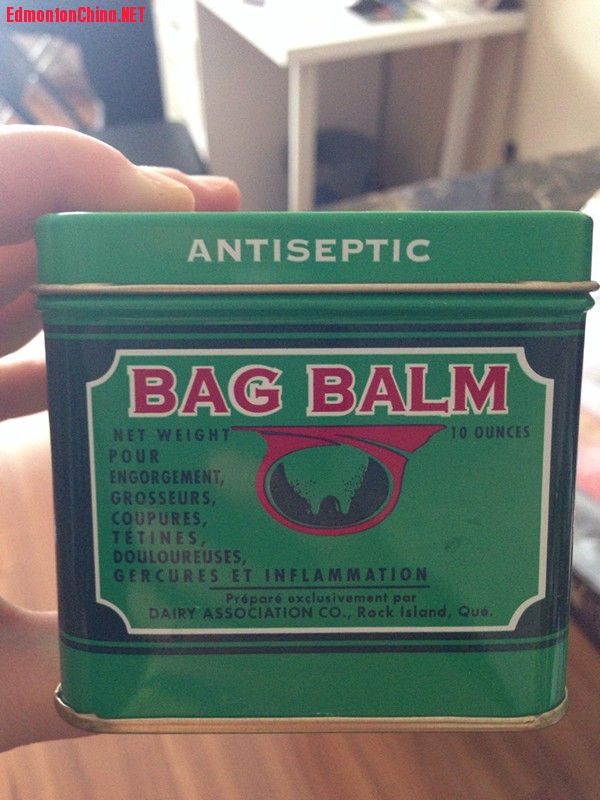 EdmontonChina.NET
ANTISEPTIC
BAG BALM
NET WEIGHT 10 OUNCES
POUR
ENGORGEMENT,
GROSSEURS,
COUPURES,
TÉTINES,
DOULOUREUSES,
GERCURES ET INFLAMMATION
Préparé exclusivement par
DAIRY ASSOCIATION CO., Rock Island, Qué.